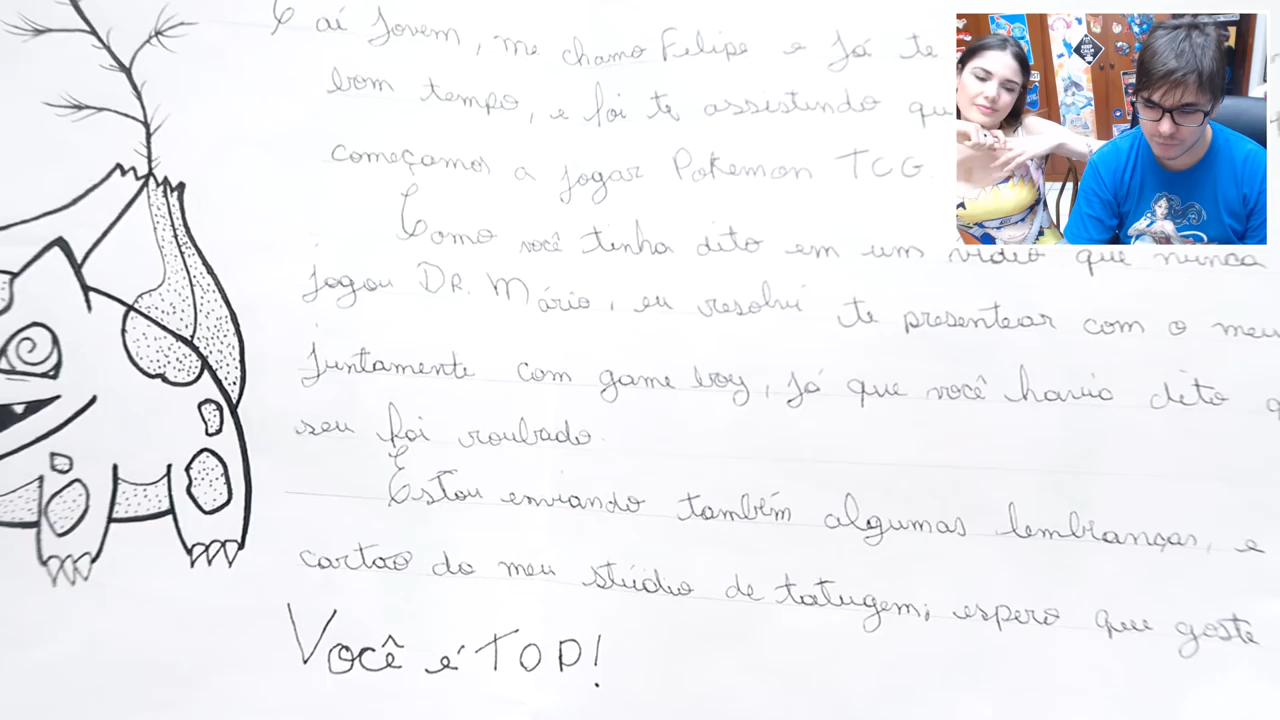 E aí Jovem, me chamo Felipe e Já te
bom tempo, e foi te assistindo qu
começamos a jogar Pokemon TCG.
Como você tinha dito em um vídeo que nunca
jogou DR. Mário, eu resolvi te presentear com o meu
juntamente com game boy, Já que você havia dito q
seu foi roubado.
Estou enviando também algumas lembranças, e
cartão do meu stúdio de tatugem; espero que goste
Você é TOP!
KEEP CALM